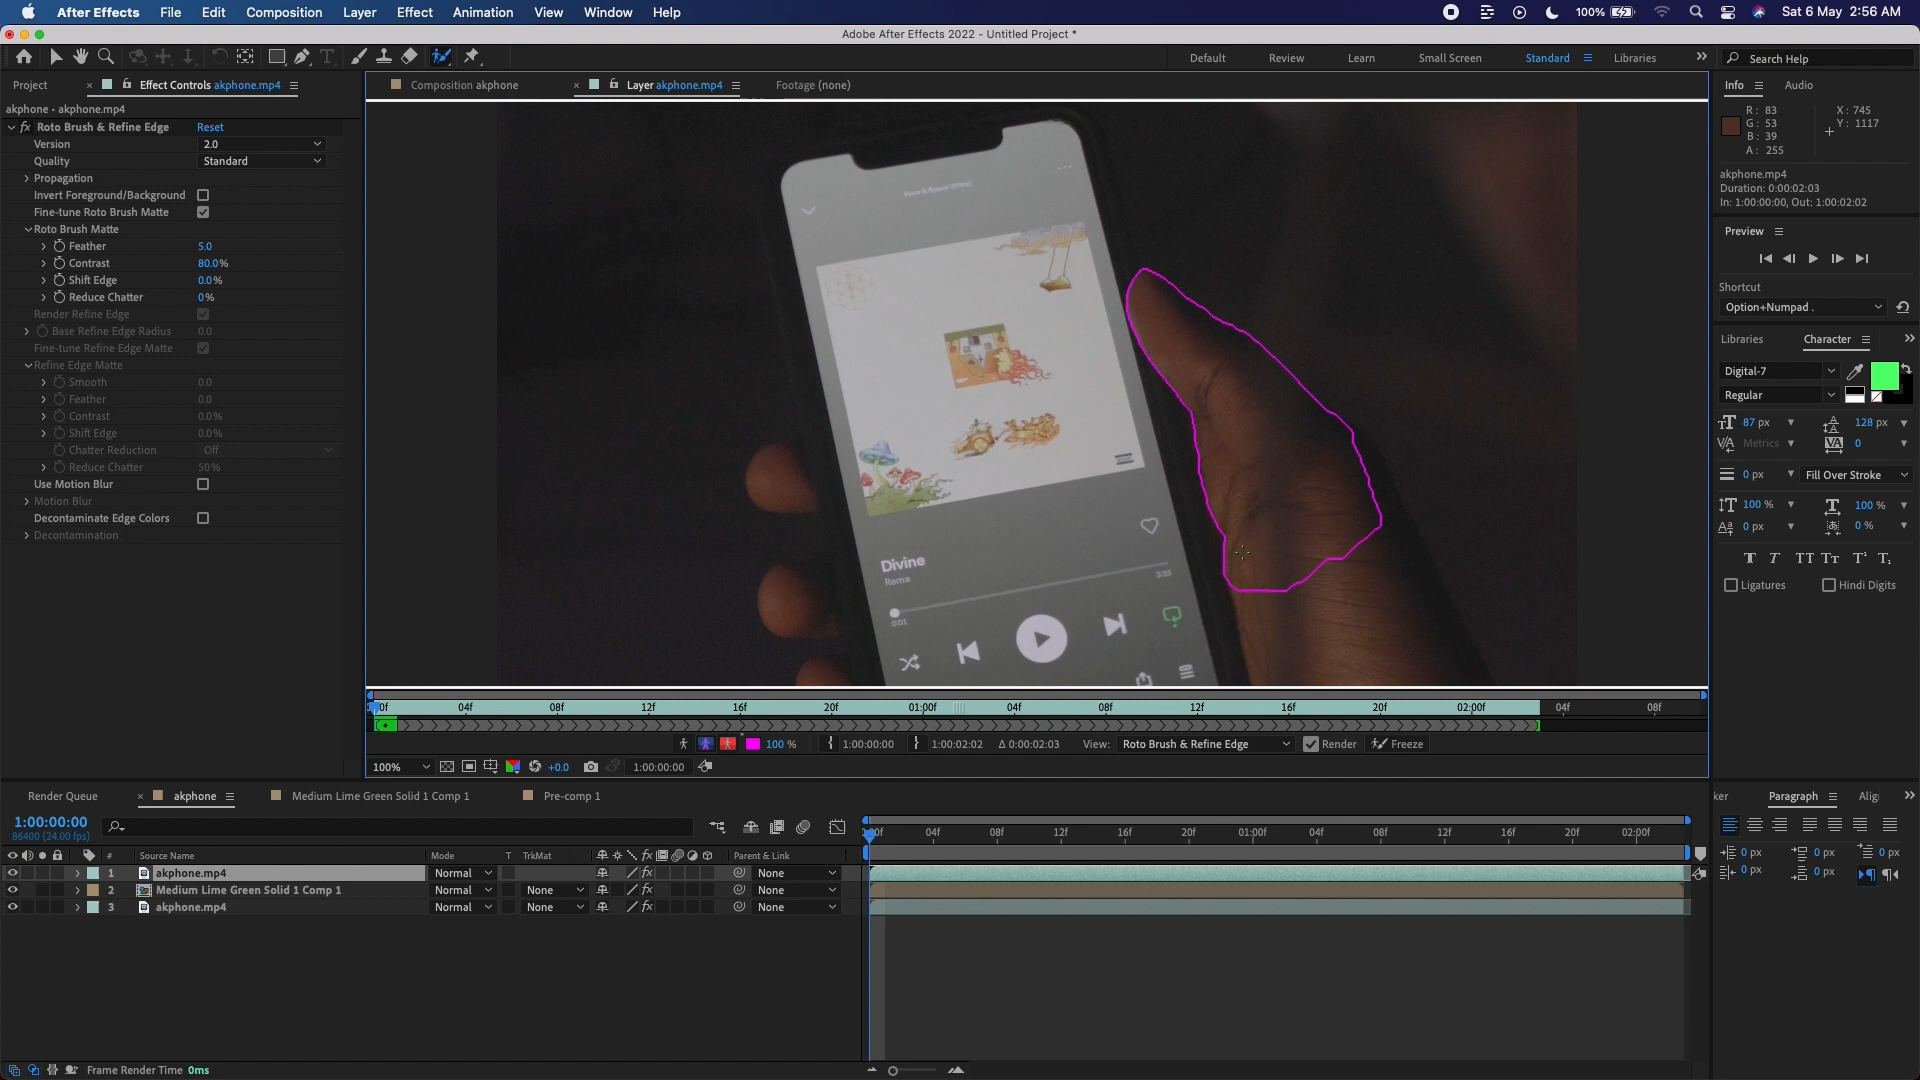 After Effects File Edit Composition Layer Effect Animation View Window Help 100% Sat 6 May 2:56 AM
Adobe After Effects 2022 - Untitled Project *
Default Review Learn Small Screen Standard Libraries Search Help
Project Effect Controls akphone.mp4
akphone • akphone.mp4
fx Roto Brush & Refine Edge Reset
Version 2.0
Quality Standard
Propagation
Invert Foreground/Background
Fine-tune Roto Brush Matte
Roto Brush Matte
Feather 5.0
Contrast 80.0%
Shift Edge 0.0%
Reduce Chatter 0%
Render Refine Edge
Base Refine Edge Radius 0.0
Fine-tune Refine Edge Matte
Refine Edge Matte
Smooth 0.0
Feather 0.0
Contrast 0.0%
Shift Edge 0.0%
Chatter Reduction Off
Reduce Chatter 50%
Use Motion Blur
Motion Blur
Decontaminate Edge Colors
Decontamination
Composition akphone Layer akphone.mp4 Footage (none)
Divine
Rema
0:01 3:33
00f 04f 08f 12f 16f 20f 01:00f 04f 08f 12f 16f 20f 02:00f 04f 08f
100 % 1:00:00:00 1:00:02:02 Δ 0:00:02:03 View: Roto Brush & Refine Edge Render Freeze
100% +0.0 1:00:00:00
Info Audio
R: 83 X: 745
G: 53 Y: 1117
B: 39
A: 255
akphone.mp4
Duration: 0:00:02:03
In: 1:00:00:00, Out: 1:00:02:02
Preview
Shortcut
Option+Numpad .
Libraries Character
Digital-7
Regular
87 px 128 px
Metrics 0
0 px Fill Over Stroke
100 % 100 %
0 px 0 %
T T TT Tт T¹ T₁
Ligatures Hindi Digits
Render Queue akphone Medium Lime Green Solid 1 Comp 1 Pre-comp 1
1:00:00:00
86400 (24.00 fps)
:00f 04f 08f 12f 16f 20f 01:00f 04f 08f 12f 16f 20f 02:00f
# Source Name Mode T TrkMat fx Parent & Link
1 akphone.mp4 Normal fx None
2 Medium Lime Green Solid 1 Comp 1 Normal None fx None
3 akphone.mp4 Normal None fx None
ker Paragraph Alig
0 px 0 px 0 px
0 px 0 px
Frame Render Time 0ms